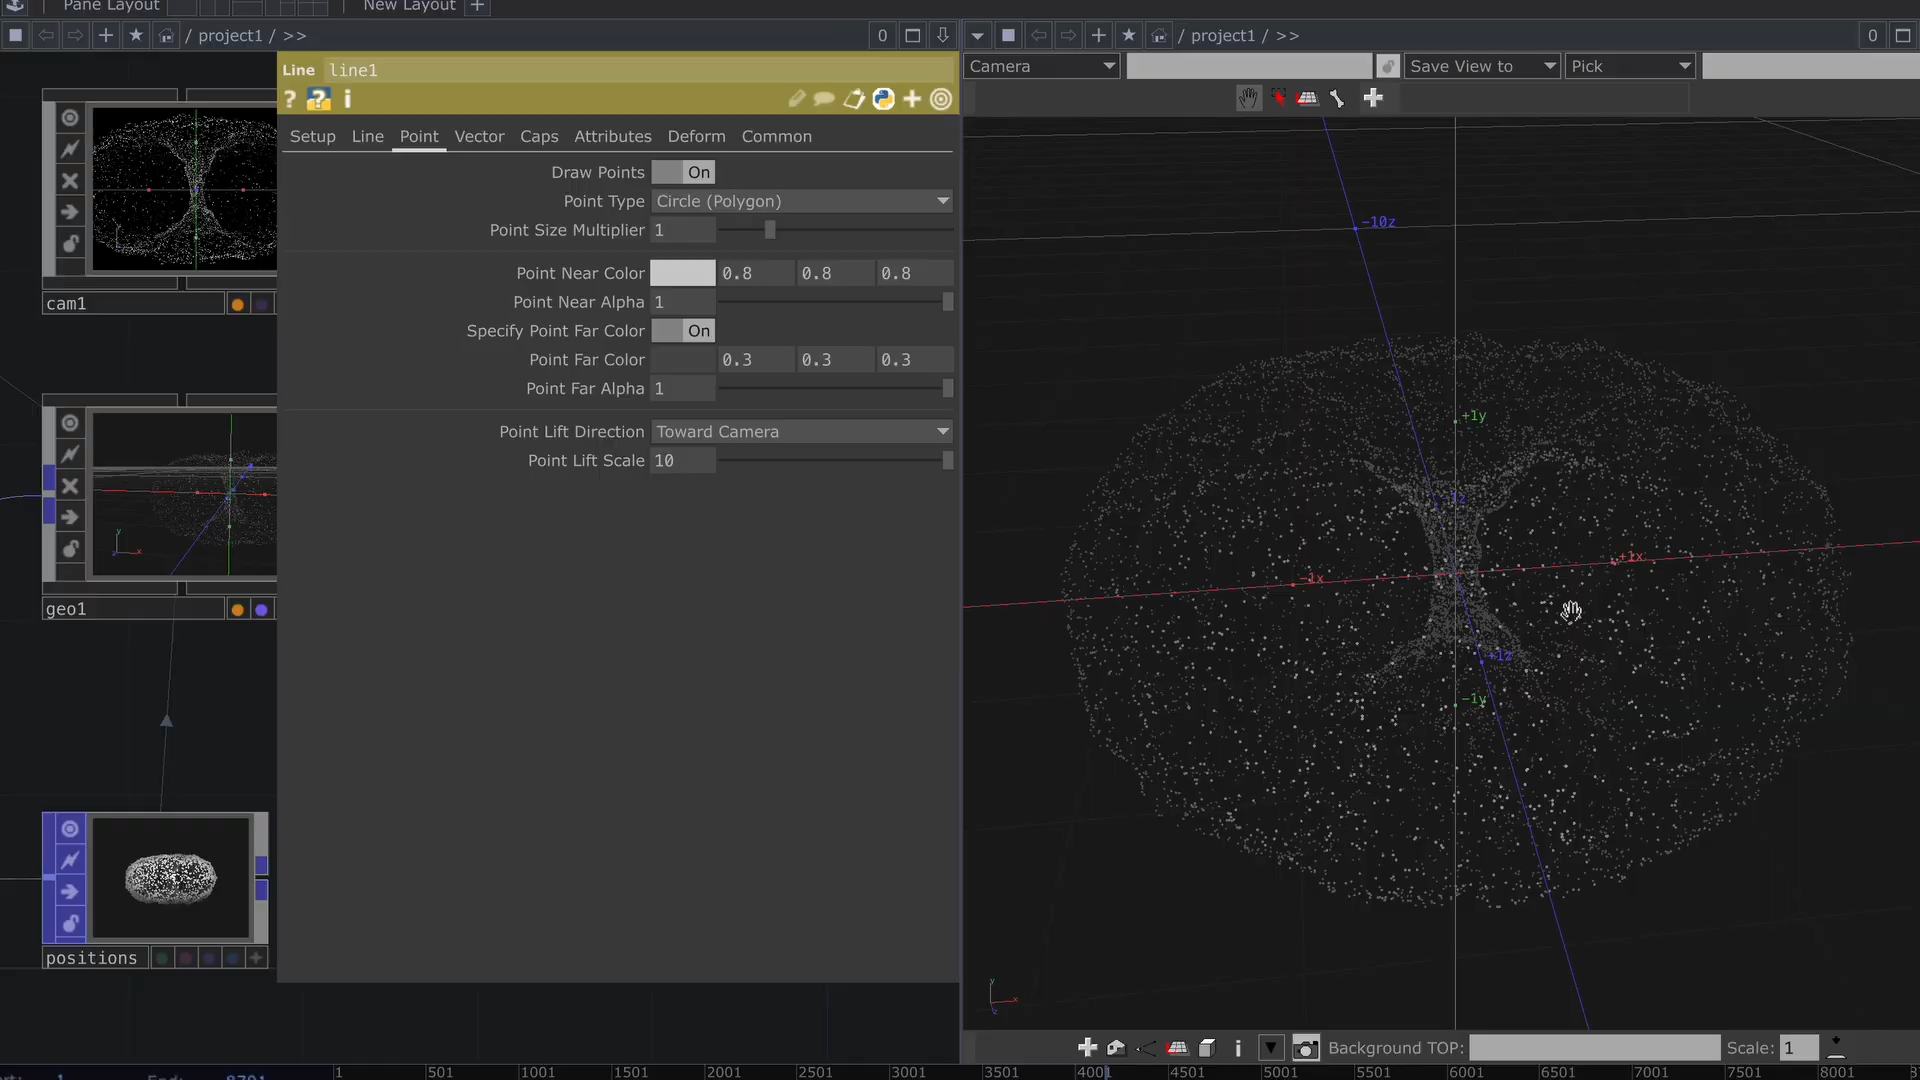 Pane Layout New Layout
/ project1 / >> 0
/ project1 / >> 0
Line line1
Camera Save View to Pick
? ? i
Setup Line Point Vector Caps Attributes Deform Common
Draw Points On
Point Type Circle (Polygon)
Point Size Multiplier 1
Point Near Color 0.8 0.8 0.8
Point Near Alpha 1
Specify Point Far Color On
Point Far Color 0.3 0.3 0.3
Point Far Alpha 1
Point Lift Direction Toward Camera
Point Lift Scale 10
cam1
geo1
positions
y
x
-10z
+1y
-1z
+1x
-1x
+1z
-1y
y
x
z
i Background TOP: Scale: 1
1 501 1001 1501 2001 2501 3001 3501 4001 4501 5001 5501 6001 6501 7001 7501 8001